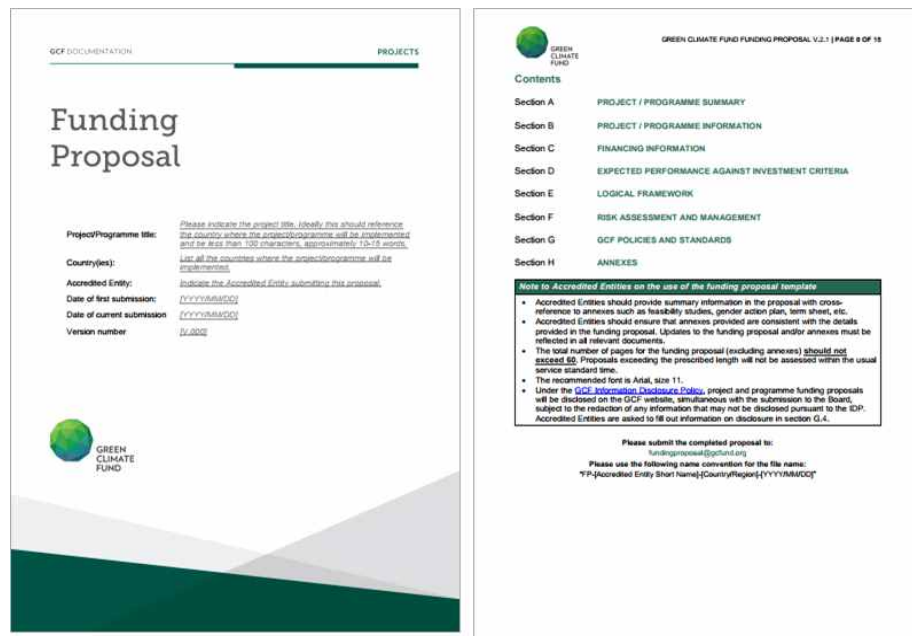 GCF DOCUMENTATION
PROJECTS
Funding
Proposal
Project/Programme title:
Please indicate the project title. Ideally this should reference
the country where the project/programme will be implemented
and be less than 100 characters, approximately 10-15 words.
Country(ies):
List all the countries where the project/programme will be
implemented.
Accredited Entity:
Indicate the Accredited Entity submitting this proposal.
Date of first submission:
[YYYY/MM/DD]
Date of current submission
[YYYY/MM/DD]
Version number
[V.000]
GREEN
CLIMATE
FUND
GREEN
CLIMATE
FUND
GREEN CLIMATE FUND FUNDING PROPOSAL V.2.1 | PAGE 0 OF 15
Contents
Section A PROJECT / PROGRAMME SUMMARY
Section B PROJECT / PROGRAMME INFORMATION
Section C FINANCING INFORMATION
Section D EXPECTED PERFORMANCE AGAINST INVESTMENT CRITERIA
Section E LOGICAL FRAMEWORK
Section F RISK ASSESSMENT AND MANAGEMENT
Section G GCF POLICIES AND STANDARDS
Section H ANNEXES
Note to Accredited Entities on the use of the funding proposal template
• Accredited Entities should provide summary information in the proposal with cross-
reference to annexes such as feasibility studies, gender action plan, term sheet, etc.
• Accredited Entities should ensure that annexes provided are consistent with the details
provided in the funding proposal. Updates to the funding proposal and/or annexes must be
reflected in all relevant documents.
• The total number of pages for the funding proposal (excluding annexes) should not
exceed 60. Proposals exceeding the prescribed length will not be assessed within the usual
service standard time.
• The recommended font is Arial, size 11.
• Under the GCF Information Disclosure Policy, project and programme funding proposals
will be disclosed on the GCF website, simultaneous with the submission to the Board,
subject to the redaction of any information that may not be disclosed pursuant to the IDP.
Accredited Entities are asked to fill out information on disclosure in section G.4.
Please submit the completed proposal to:
fundingproposal@gcfund.org
Please use the following name convention for the file name:
"FP-[Accredited Entity Short Name]-[Country/Region]-[YYYY/MM/DD]"